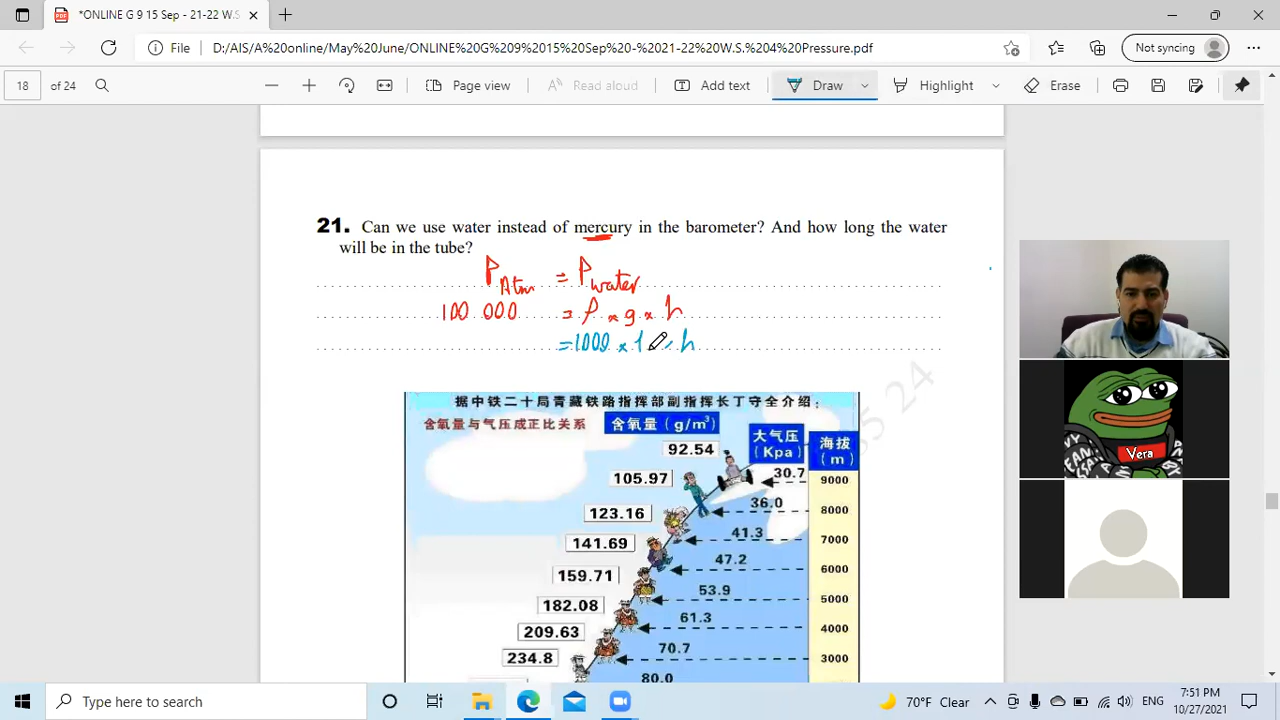 *ONLINE G 9 15 Sep - 21-22 W.S
File D:/AIS/A%20online/May%20June/ONLINE%20G%209%2015%20Sep%20-%2021-22%20W.S.%204%20Pressure.pdf Not syncing
18 of 24 Page view Read aloud Add text Draw Highlight Erase
21. Can we use water instead of mercury in the barometer? And how long the water
will be in the tube?
P Atm = P water
100 000 = ρ × g × h
= 1000 × 1 × h
据中铁二十局青藏铁路指挥部副指挥长丁守全介绍：
含氧量与气压成正比关系 含氧量（g/m³） 大气压（Kpa） 海拔（m）
92.54 30.7 9000
105.97 36.0 8000
123.16 41.3 7000
141.69 47.2 6000
159.71 53.9 5000
182.08 61.3 4000
209.63 70.7 3000
234.8 80.0
35 24
Vera
Type here to search
70°F Clear ENG 7:51 PM
10/27/2021